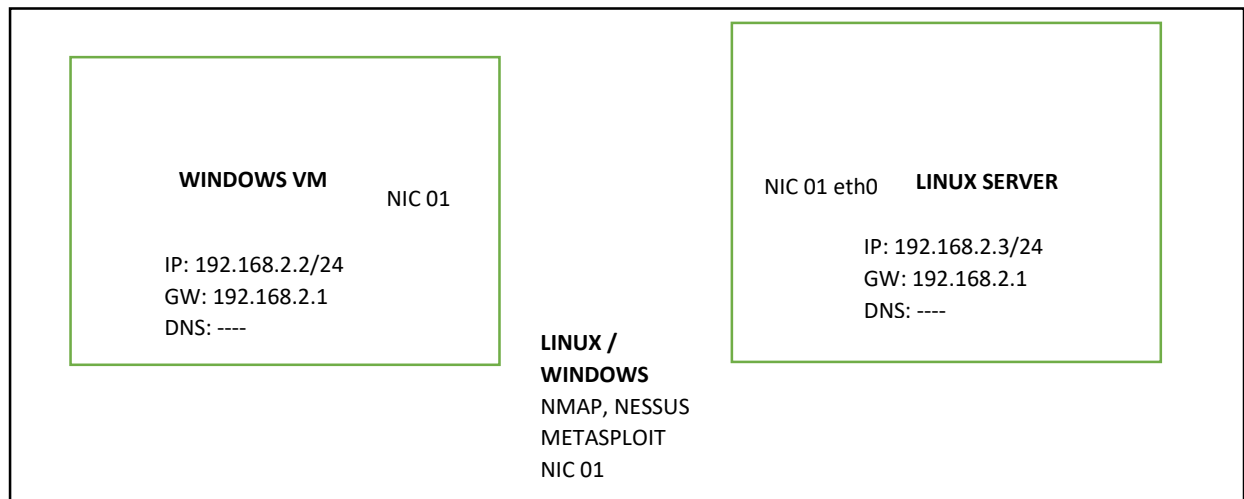 WINDOWS VM
NIC 01
IP: 192.168.2.2/24
GW: 192.168.2.1
DNS: ----
NIC 01 eth0
LINUX SERVER
IP: 192.168.2.3/24
GW: 192.168.2.1
DNS: ----
LINUX /
WINDOWS
NMAP, NESSUS
METASPLOIT
NIC 01